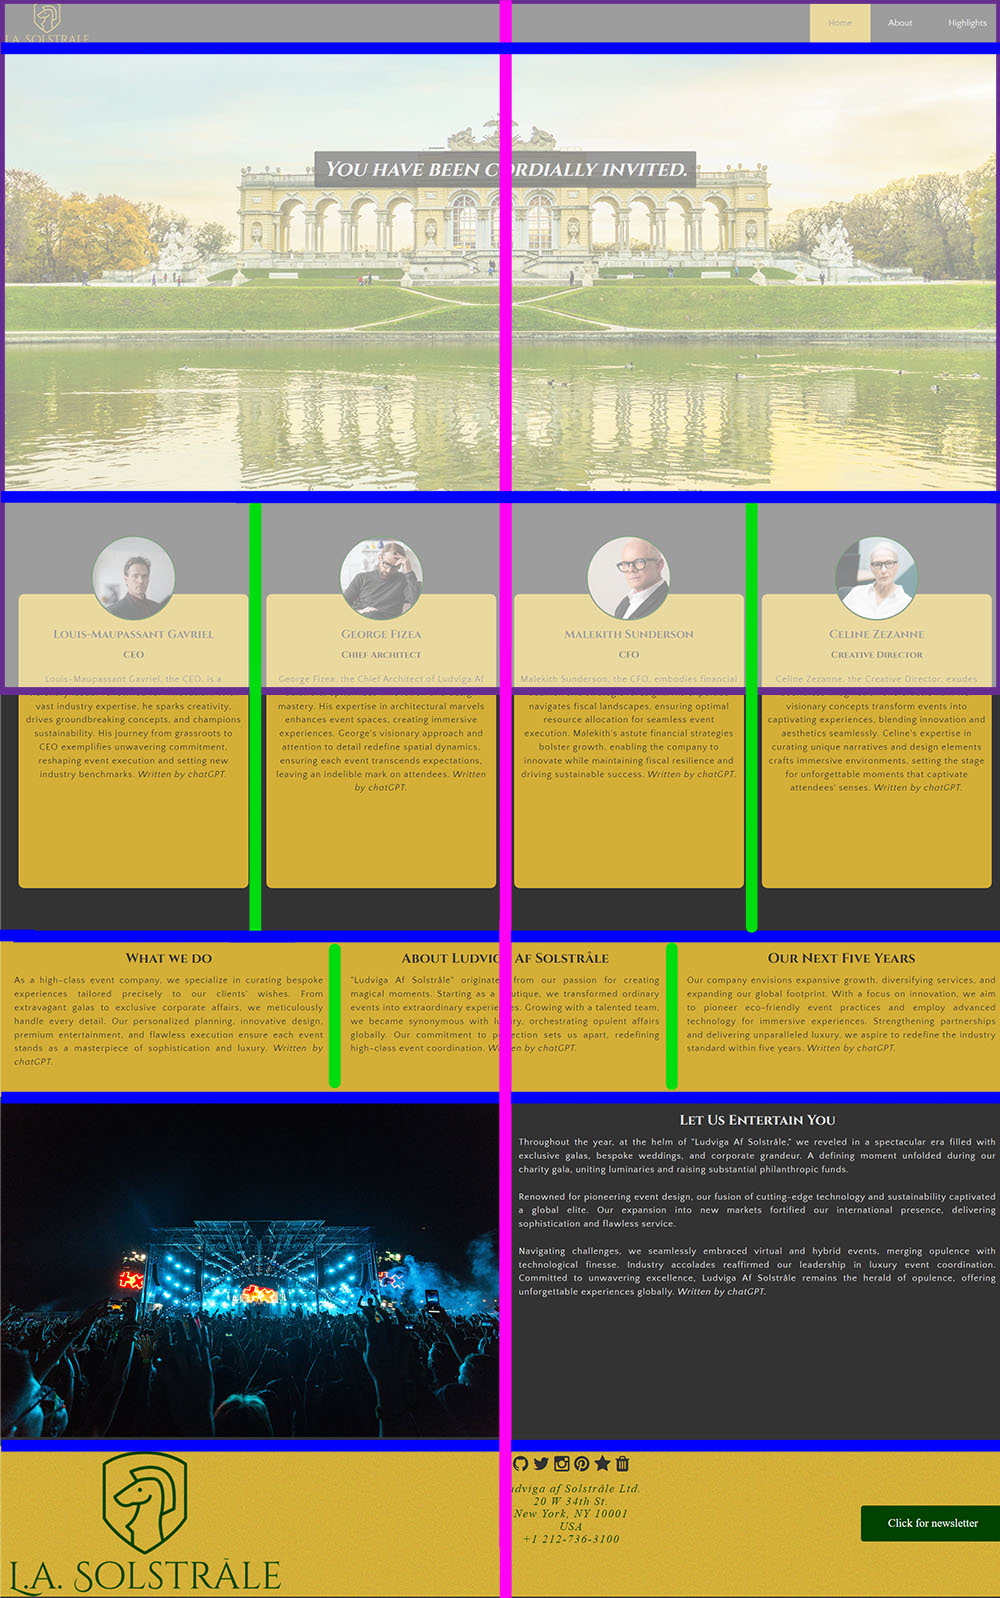 L.A. SOLSTRÅLE
Home About Highlights
YOU HAVE BEEN CORDIALLY INVITED.
LOUIS-MAUPASSANT GAVRIEL
CEO
Louis-Maupassant Gavriel, the CEO, is a
vast industry expertise, he sparks creativity,
drives groundbreaking concepts, and champions
sustainability. His journey from grassroots to
CEO exemplifies unwavering commitment,
reshaping event execution and setting new
industry benchmarks. Written by chatGPT.
GEORGE FIZEA
CHIEF ARCHITECT
George Fizea, the Chief Architect of Ludviga Af
mastery. His expertise in architectural marvels
enhances event spaces, creating immersive
experiences. George's visionary approach and
attention to detail redefine spatial dynamics,
ensuring each event transcends expectations,
leaving an indelible mark on attendees. Written
by chatGPT.
MALEKITH SUNDERSON
CFO
Malekith Sunderson, the CFO, embodies financial
navigates fiscal landscapes, ensuring optimal
resource allocation for seamless event
execution. Malekith's astute financial strategies
bolster growth, enabling the company to
innovate while maintaining fiscal resilience and
driving sustainable success. Written by chatGPT.
CELINE ZEZANNE
CREATIVE DIRECTOR
Celine Zezanne, the Creative Director, exudes
visionary concepts transform events into
captivating experiences, blending innovation and
aesthetics seamlessly. Celine's expertise in
curating unique narratives and design elements
crafts immersive environments, setting the stage
for unforgettable moments that captivate
attendees' senses. Written by chatGPT.
WHAT WE DO
As a high-class event company, we specialize in curating bespoke
experiences tailored precisely to our clients' wishes. From
extravagant galas to exclusive corporate affairs, we meticulously
handle every detail. Our personalized planning, innovative design,
premium entertainment, and flawless execution ensure each event
stands as a masterpiece of sophistication and luxury. Written by
chatGPT.
ABOUT LUDVIG AF SOLSTRÅLE
"Ludviga Af Solstråle" originate from our passion for creating
magical moments. Starting as a utique, we transformed ordinary
events into extraordinary experie es. Growing with a talented team,
we became synonymous with l ry, orchestrating opulent affairs
globally. Our commitment to p ection sets us apart, redefining
high-class event coordination. W en by chatGPT.
OUR NEXT FIVE YEARS
Our company envisions expansive growth, diversifying services, and
expanding our global footprint. With a focus on innovation, we aim
to pioneer eco-friendly event practices and employ advanced
technology for immersive experiences. Strengthening partnerships
and delivering unparalleled luxury, we aspire to redefine the industry
standard within five years. Written by chatGPT.
LET US ENTERTAIN YOU
Throughout the year, at the helm of "Ludviga Af Solstråle," we reveled in a spectacular era filled with
exclusive galas, bespoke weddings, and corporate grandeur. A defining moment unfolded during our
charity gala, uniting luminaries and raising substantial philanthropic funds.
Renowned for pioneering event design, our fusion of cutting-edge technology and sustainability captivated
a global elite. Our expansion into new markets fortified our international presence, delivering
sophistication and flawless service.
Navigating challenges, we seamlessly embraced virtual and hybrid events, merging opulence with
technological finesse. Industry accolades reaffirmed our leadership in luxury event coordination.
Committed to unwavering excellence, Ludviga Af Solstråle remains the herald of opulence, offering
unforgettable experiences globally. Written by chatGPT.
L.A. SOLSTRÅLE
udviga af Solstråle Ltd.
20 W 34th St.
New York, NY 10001
USA
+1 212-736-3100
Click for newsletter